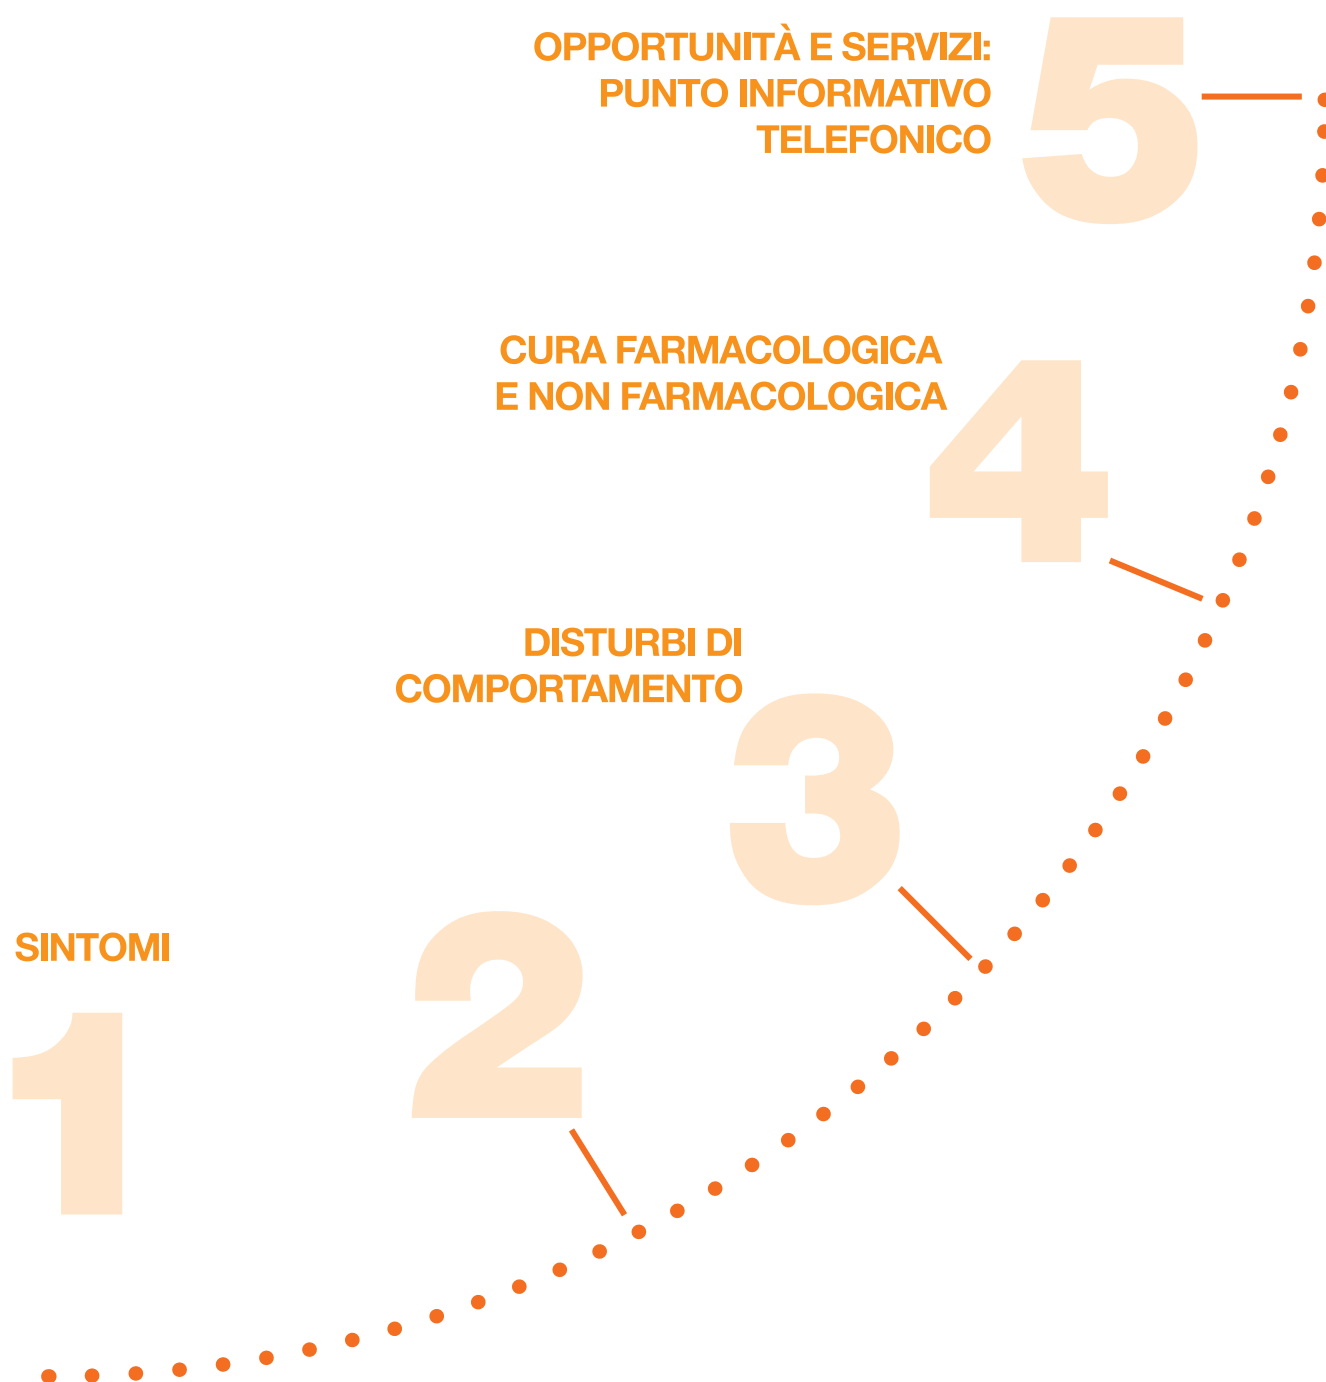 OPPORTUNITÀ E SERVIZI:
PUNTO INFORMATIVO
TELEFONICO
5
CURA FARMACOLOGICA
E NON FARMACOLOGICA
4
DISTURBI DI
COMPORTAMENTO
3
2
SINTOMI
1